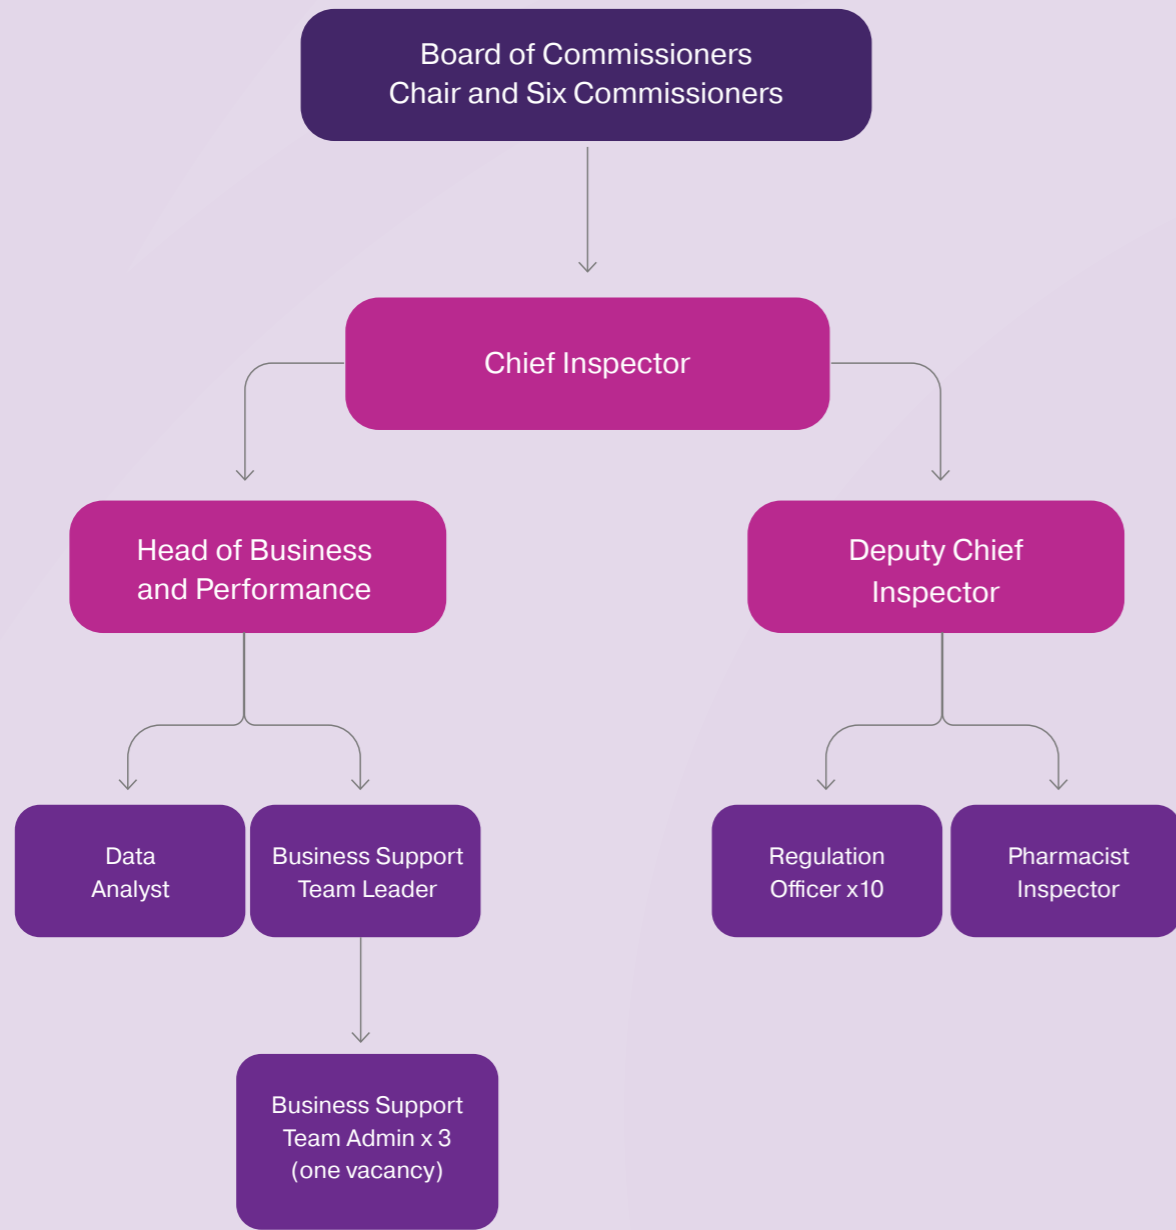 Board of Commissioners
Chair and Six Commissioners
Chief Inspector
Head of Business
and Performance
Deputy Chief
Inspector
Data
Analyst
Business Support
Team Leader
Regulation
Officer x10
Pharmacist
Inspector
Business Support
Team Admin x 3
(one vacancy)